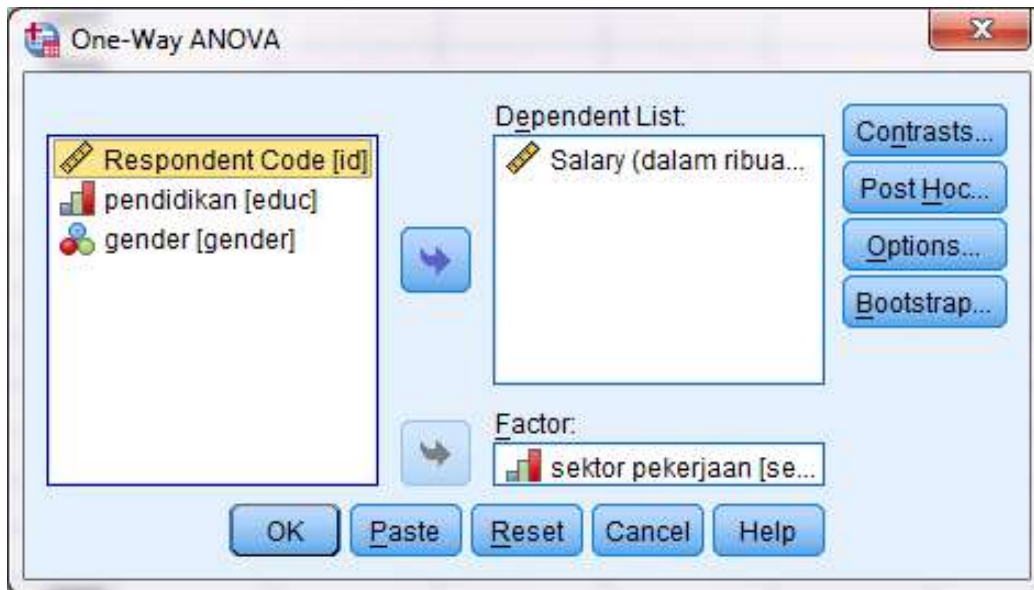 One-Way ANOVA
Respondent Code [id]
pendidikan [educ]
gender [gender]
Dependent List:
Salary (dalam ribua...
Factor:
sektor pekerjaan [se...
Contrasts...
Post Hoc...
Options...
Bootstrap...
OK
Paste
Reset
Cancel
Help